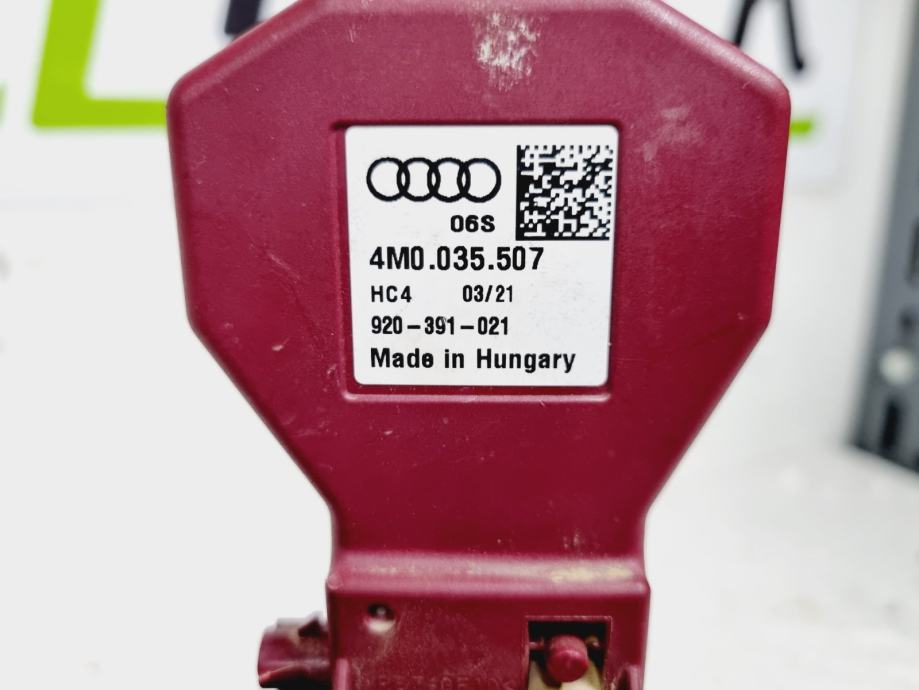 06S
4M0.035.507
HC4 03/21
920-391-021
Made in Hungary